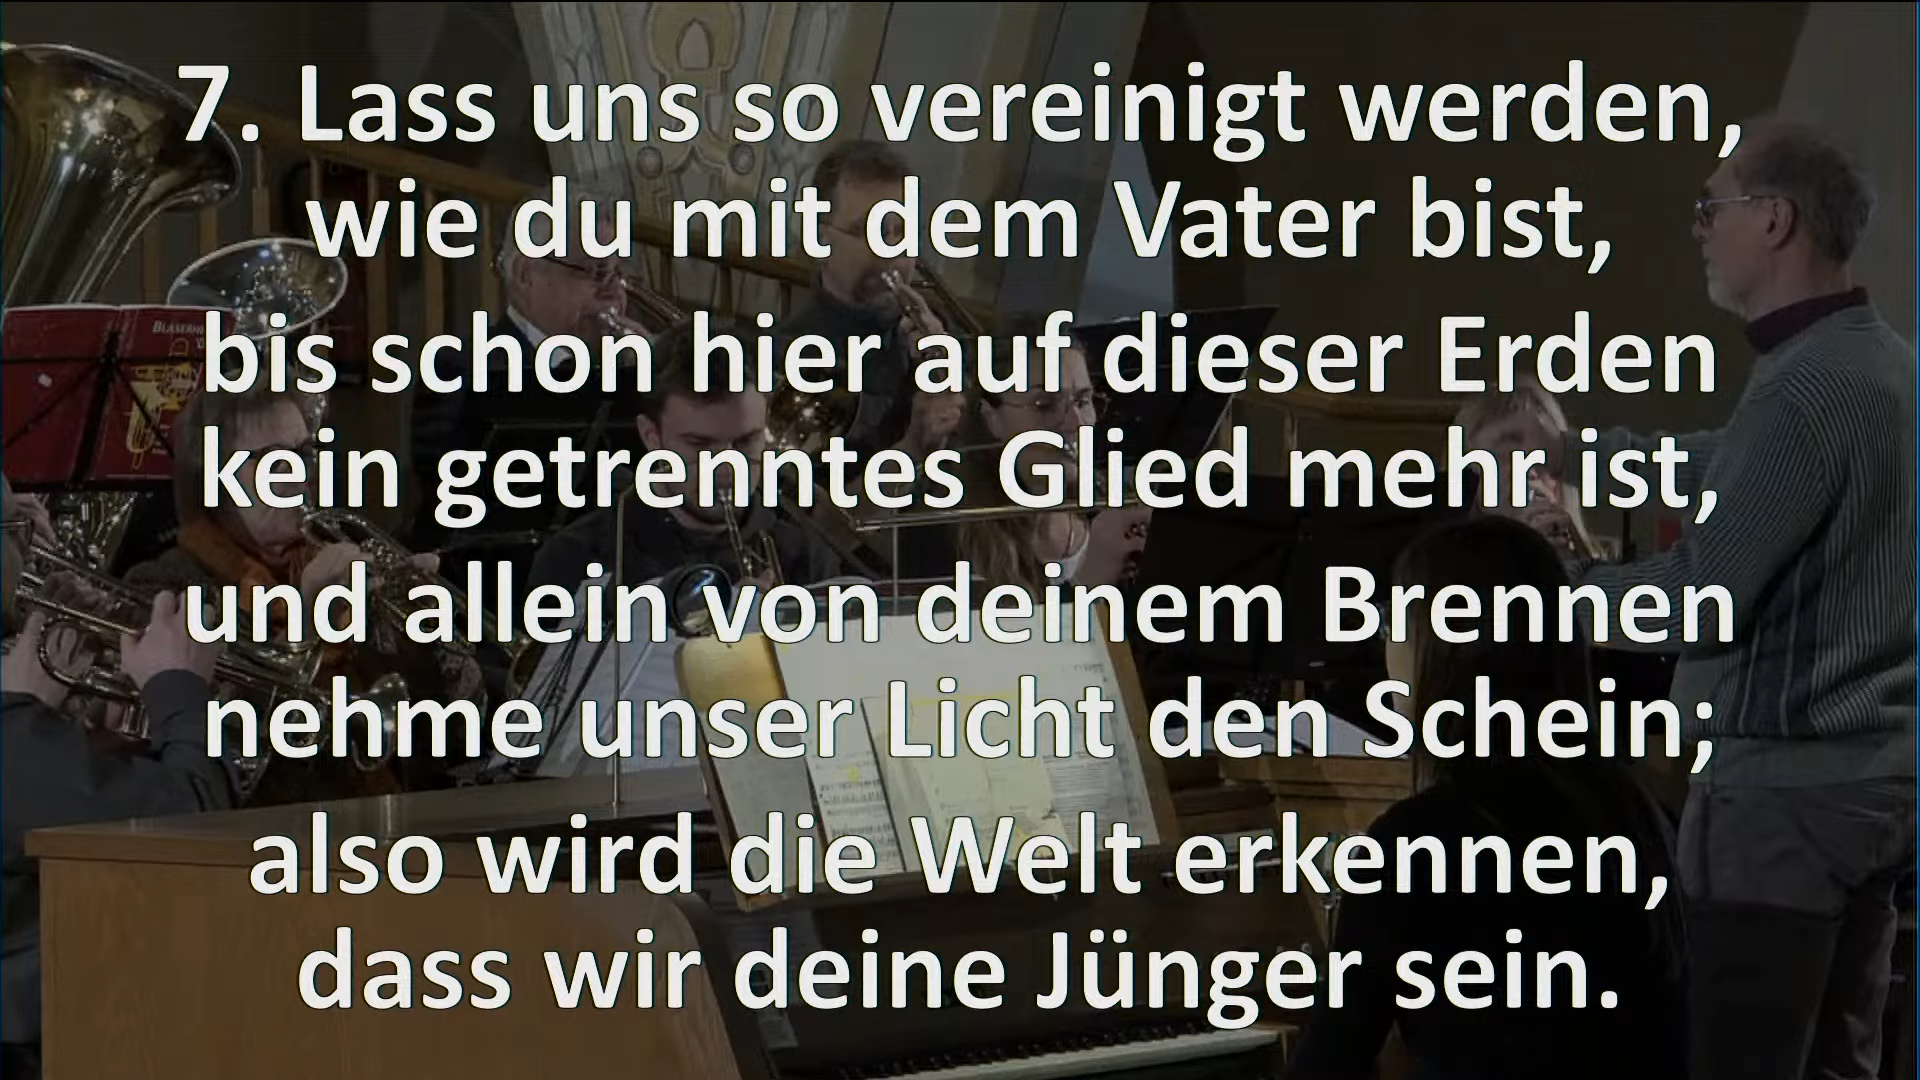 7. Lass uns so vereinigt werden,
wie du mit dem Vater bist,
bis schon hier auf dieser Erden
kein getrenntes Glied mehr ist,
und allein von deinem Brennen
nehme unser Licht den Schein;
also wird die Welt erkennen,
dass wir deine Jünger sein.